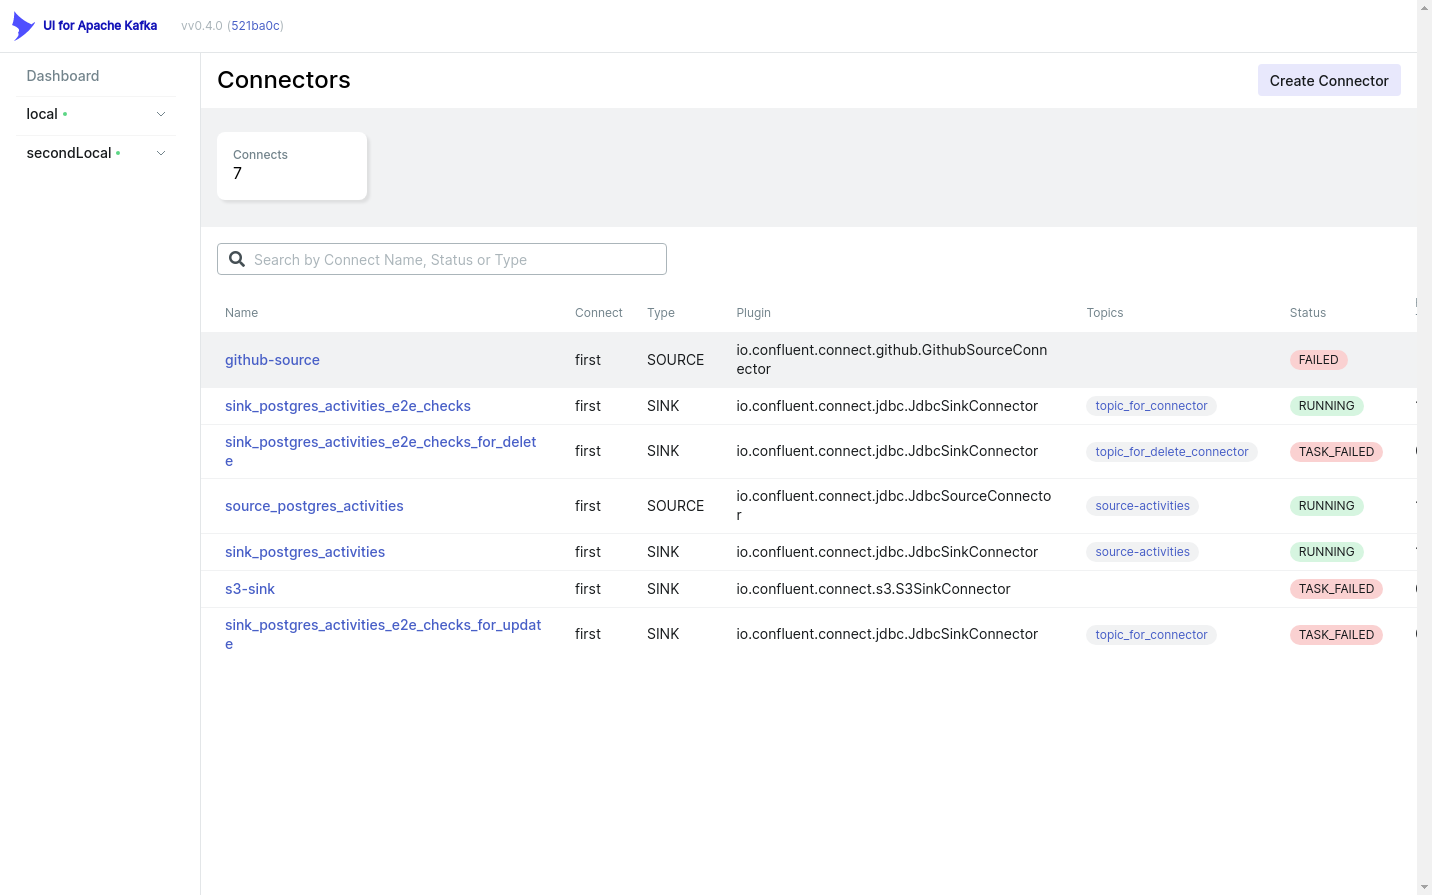 UI for Apache Kafka
vv0.4.0 (521ba0c)
Dashboard
local
secondLocal
Connectors
Create Connector
Connects
7
Search by Connect Name, Status or Type
Name Connect Type Plugin Topics Status
github-source first SOURCE io.confluent.connect.github.GithubSourceConn
ector FAILED
sink_postgres_activities_e2e_checks first SINK io.confluent.connect.jdbc.JdbcSinkConnector topic_for_connector RUNNING
sink_postgres_activities_e2e_checks_for_delet
e first SINK io.confluent.connect.jdbc.JdbcSinkConnector topic_for_delete_connector TASK_FAILED
source_postgres_activities first SOURCE io.confluent.connect.jdbc.JdbcSourceConnecto
r source-activities RUNNING
sink_postgres_activities first SINK io.confluent.connect.jdbc.JdbcSinkConnector source-activities RUNNING
s3-sink first SINK io.confluent.connect.s3.S3SinkConnector TASK_FAILED
sink_postgres_activities_e2e_checks_for_updat
e first SINK io.confluent.connect.jdbc.JdbcSinkConnector topic_for_connector TASK_FAILED